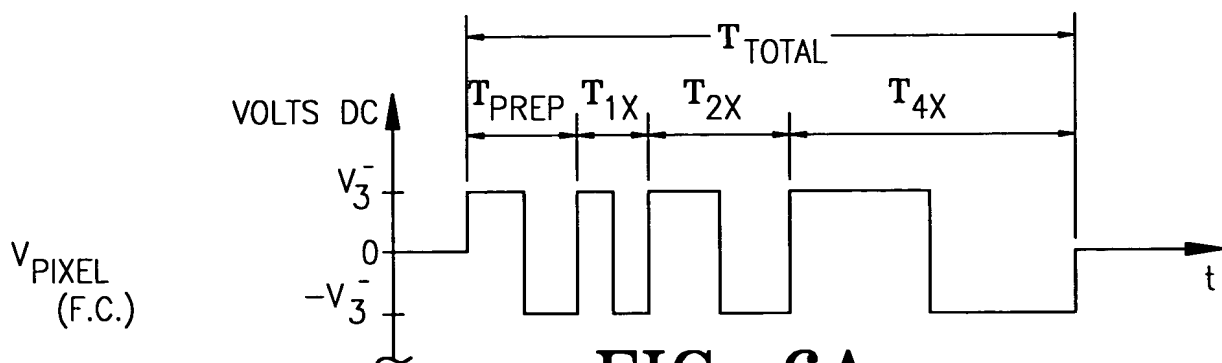 T_TOTAL
VOLTS DC T_PREP T_1X T_2X T_4X
V_3^-
0
-V_3^-
V_PIXEL
(F.C.)
t
FIG. 6A